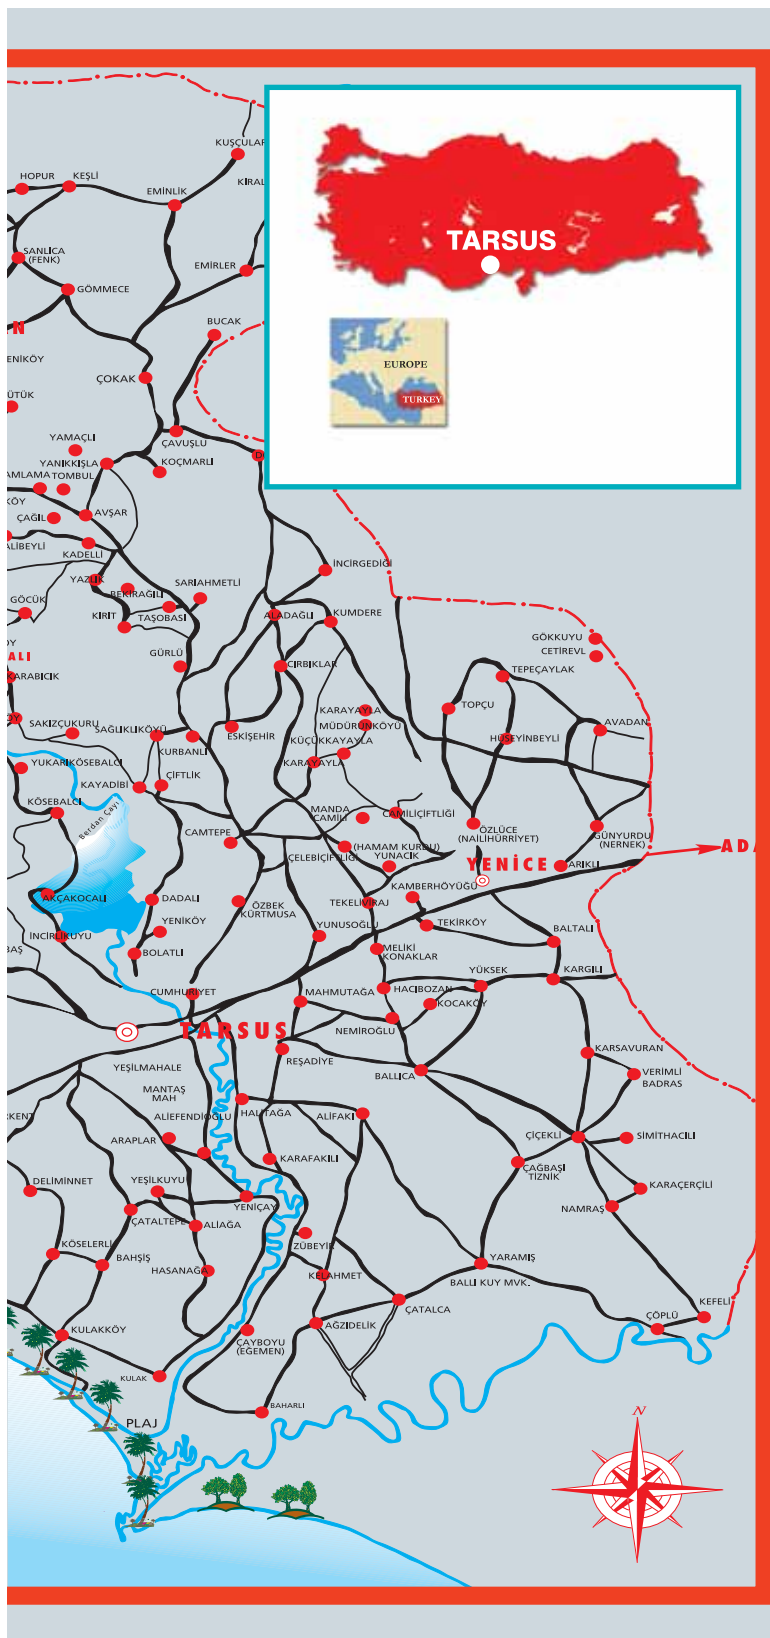 KUŞÇULAR
HOPUR
KEŞLİ
KIRAL
EMİNLİK
SANLICA
(FENK)
EMİRLER
GÖMMECE
TARSUS
EUROPE
TURKEY
BUCAK
N
ENİKÖY
ÇOKAK
ÜTÜK
YAMAÇLI
ÇAVUŞLU
YANIKKIŞLA
KOÇMARLI
AMLAMA
TOMBUL
KÖY
ÇAĞIL
AVŞAR
ALİBEYLİ
KADELLİ
İNCİRGEDİĞİ
YAZLIK
BEKİRAĞILI
SARIAHMETLİ
GÖCÜK
KIRIT
TAŞOBASI
ALADAĞLI
KUMDERE
GÖKKUYU
CETİREVL
ALI
GÜRLÜ
CIRBIKLAR
TEPEÇAYLAK
KARABICIK
TOPÇU
KARAYAYLA
MÜDÜRÜNKÖYÜ
SAKIZÇUKURU
SAĞLIKLIKÖYÜ
KURBANLI
ESKİŞEHİR
KÜÇÜKKAYAYLA
HÜSEYİNBEYLİ
AVADAN
YUKARIKÖSEBALCI
KARAYAYLA
KAYADİBİ
ÇİFTLİK
KÖSEBALCI
Berdan Çayı
MANDA
CAMİLİ
CAMİLİÇİFTLİĞİ
CAMTEPE
ÖZLÜCE
(NAİLİHÜRRİYET)
GÜNYURDU
(NERNEK)
ÇELEBİÇİFTLİĞİ
(HAMAM KURDU)
YUNACIK
YENİCE
ARIKLI
ADA
KAMBERHÖYÜĞÜ
AKÇAKOCALI
DADALI
ÖZBEK
KÜRTMUSA
TEKELİVİRAJ
YENİKÖY
YUNUSOĞLU
TEKİRKÖY
BALTALI
İNCİRLİKUYU
BAŞ
BOLATLI
MELİKİ
KONAKLAR
YÜKSEK
KARGILI
CUMHURİYET
MAHMUTAĞA
HACIBOZAN
KOCAKÖY
TARSUS
NEMİROĞLU
KARSAVURAN
YEŞİLMAHALE
REŞADİYE
BALLICA
VERİMLİ
BADRAS
MANTAŞ
MAH
RKENT
ALİEFENDİOĞLU
HALİTAĞA
ALİFAKI
ARAPLAR
ÇİÇEKLİ
SİMİTHACILI
KARAFAKILI
ÇAĞBAŞI
TİZNİK
DELİMİNNET
YEŞİLKUYU
KARAÇERÇİLİ
YENİÇAY
NAMRAŞ
ÇATALTEPE
ALİAĞA
KÖSELERLİ
ZÜBEYİR
BAHŞİŞ
YARAMIŞ
HASANAĞA
KELAHMET
BALLI KUY MVK.
KEFELİ
ÇATALCA
ÇÖPLÜ
KULAKKÖY
AĞZIDELİK
ÇAYBOYU
(EĞEMEN)
KULAK
BAHARLI
PLAJ
N